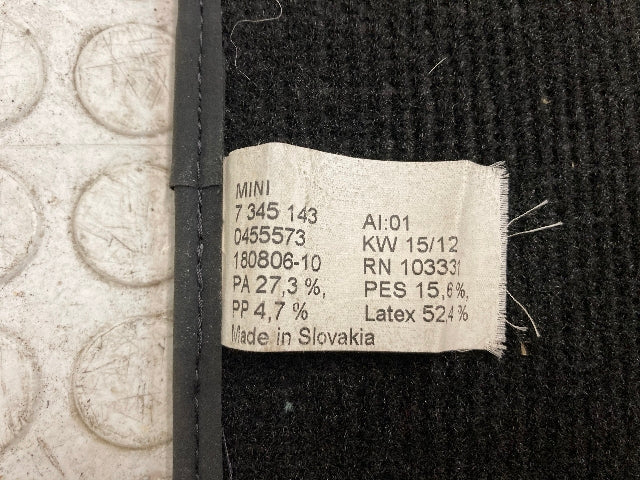 MINI
7 345 143 AI:01
0455573 KW 15/12
180806-10 RN 10333
PA 27,3 %, PES 15,6%,
PP 4,7 % Latex 52,4%
Made in Slovakia